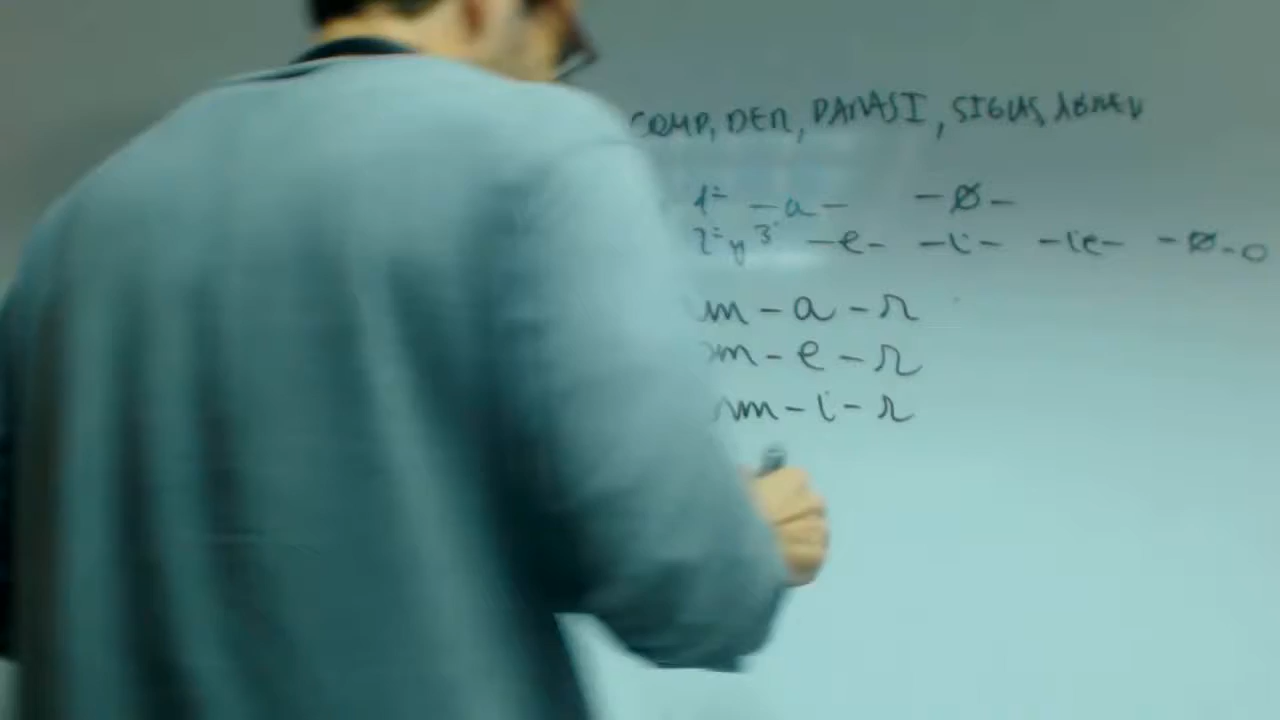 COMP, DER, PARASI, SIGLAS, ABREV
1ª -a- -Ø-
2ª y 3ª -e- -i- -ie- -Ø-
m-a-r
m-e-r
m-i-r